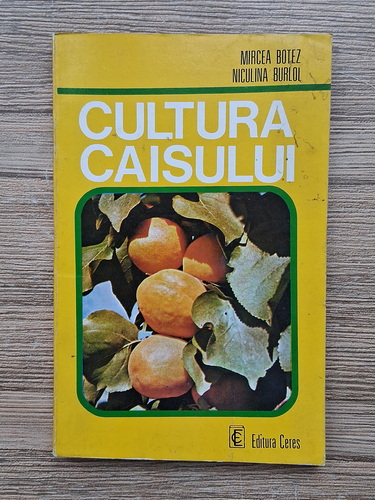 MIRCEA BOTEZ
NICULINA BURLOI
CULTURA
CAISULUI
Editura Ceres